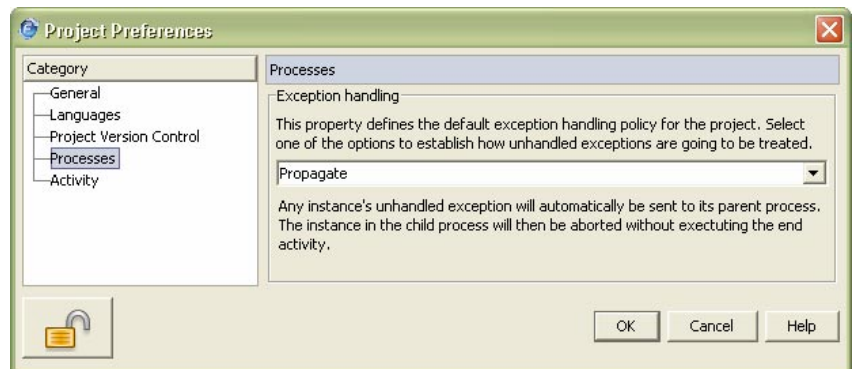 Project Preferences
Category
General
Languages
Project Version Control
Processes
Activity
Processes
Exception handling
This property defines the default exception handling policy for the project. Select
one of the options to establish how unhandled exceptions are going to be treated.
Propagate
Any instance's unhandled exception will automatically be sent to its parent process.
The instance in the child process will then be aborted without exectuting the end
activity.
OK
Cancel
Help